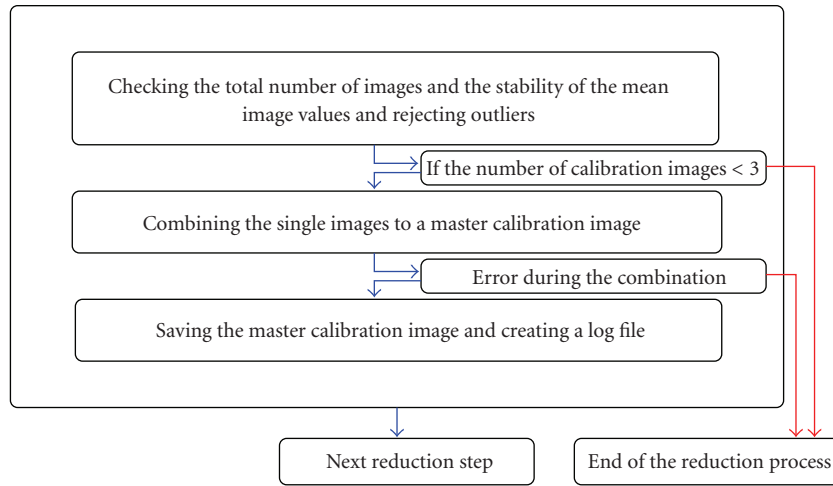 Checking the total number of images and the stability of the mean
image values and rejecting outliers
If the number of calibration images < 3
Combining the single images to a master calibration image
Error during the combination
Saving the master calibration image and creating a log file
Next reduction step
End of the reduction process